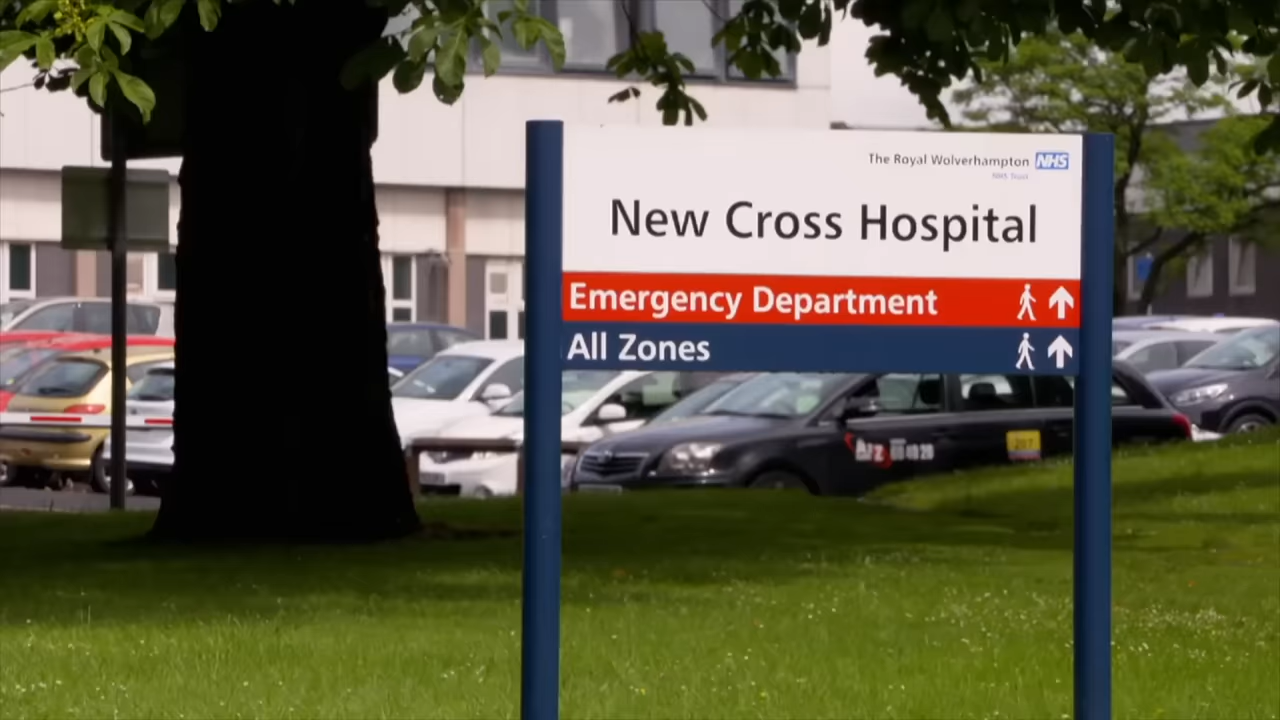 The Royal Wolverhampton NHS
NHS Trust
New Cross Hospital
Emergency Department
All Zones